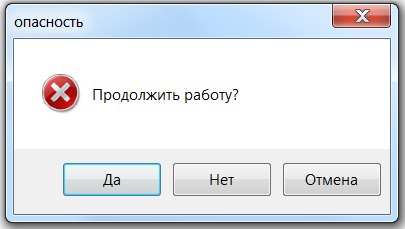 опасность
Продолжить работу?
Да
Нет
Отмена